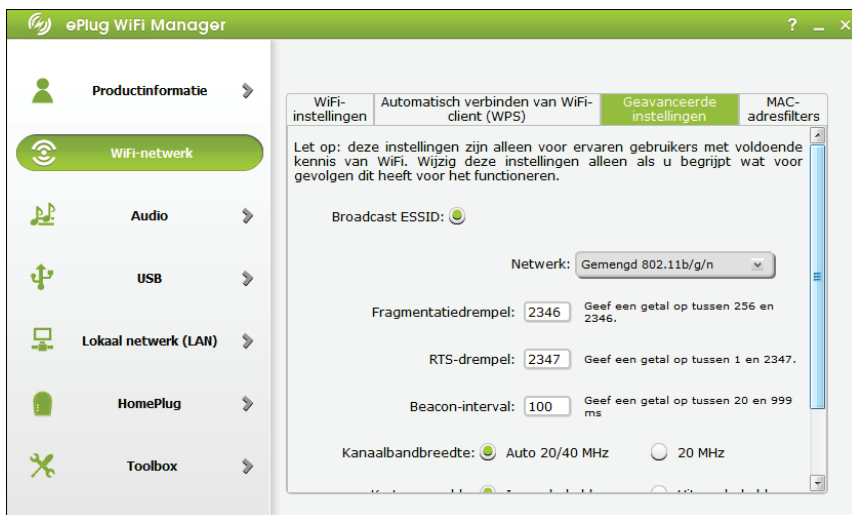 ePlug WiFi Manager
?
Productinformatie
WiFi-netwerk
Audio
USB
Lokaal netwerk (LAN)
HomePlug
Toolbox
WiFi-
instellingen
Automatisch verbinden van WiFi-
client (WPS)
Geavanceerde
instellingen
MAC-
adresfilters
Let op: deze instellingen zijn alleen voor ervaren gebruikers met voldoende
kennis van WiFi. Wijzig deze instellingen alleen als u begrijpt wat voor
gevolgen dit heeft voor het functioneren.
Broadcast ESSID:
Netwerk: Gemengd 802.11b/g/n
Fragmentatiedrempel: 2346 Geef een getal op tussen 256 en
2346.
RTS-drempel: 2347 Geef een getal op tussen 1 en 2347.
Beacon-interval: 100 Geef een getal op tussen 20 en 999
ms
Kanaalbandbreedte: Auto 20/40 MHz 20 MHz